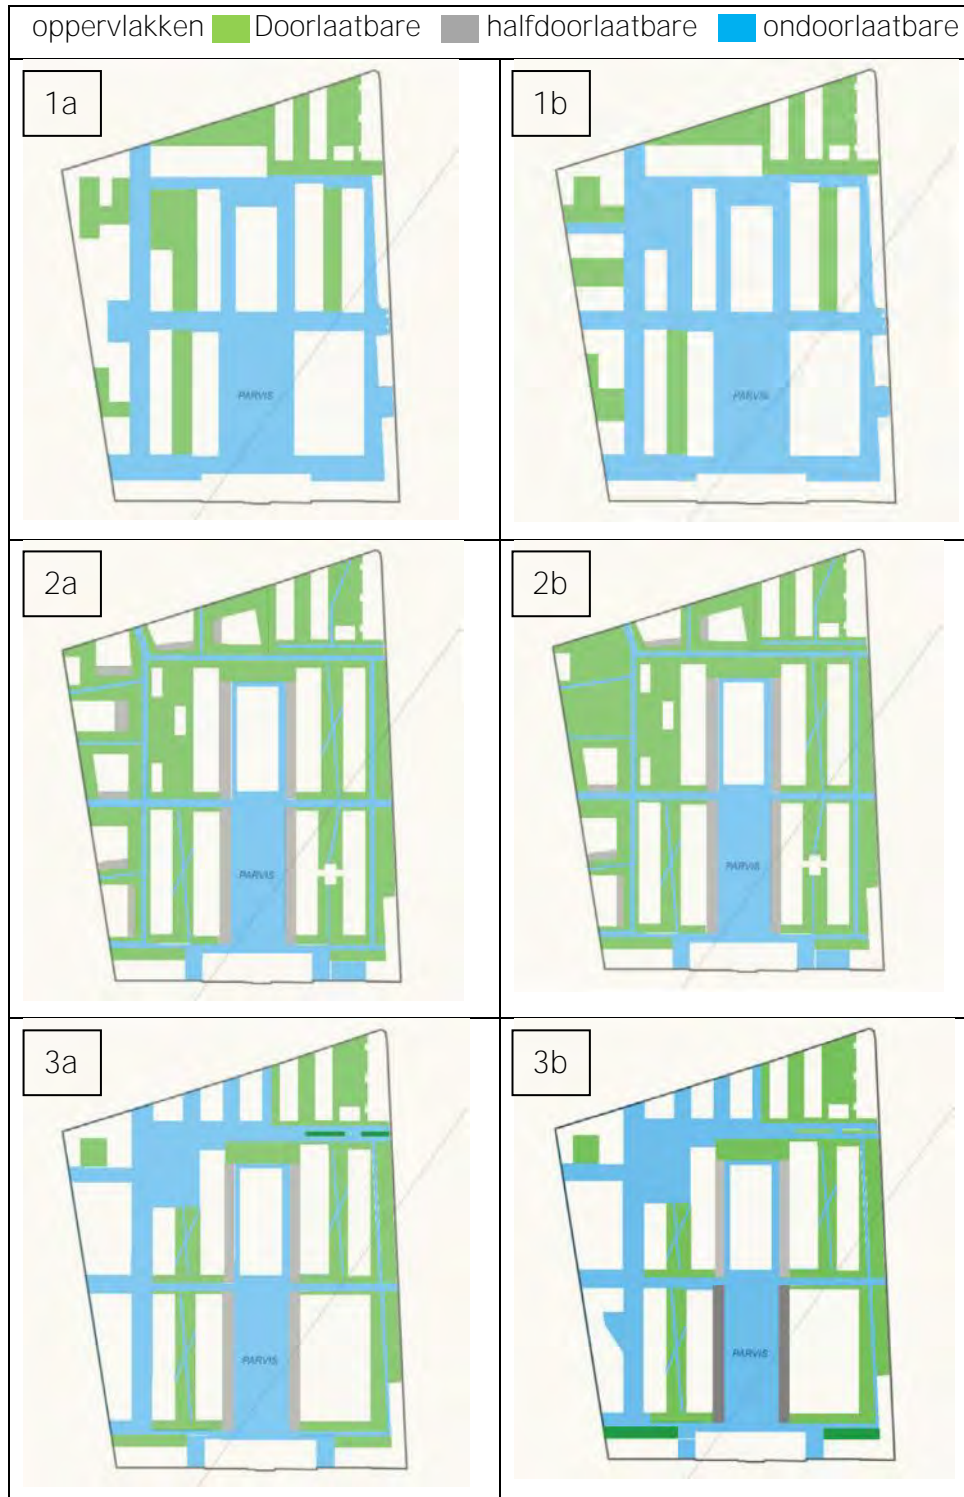 oppervlakken Doorlaatbare halfdoorlaatbare ondoorlaatbare
1a
1b
PARVIS
PARVIS
2a
2b
PARVIS
PARVIS
3a
3b
PARVIS
PARVIS